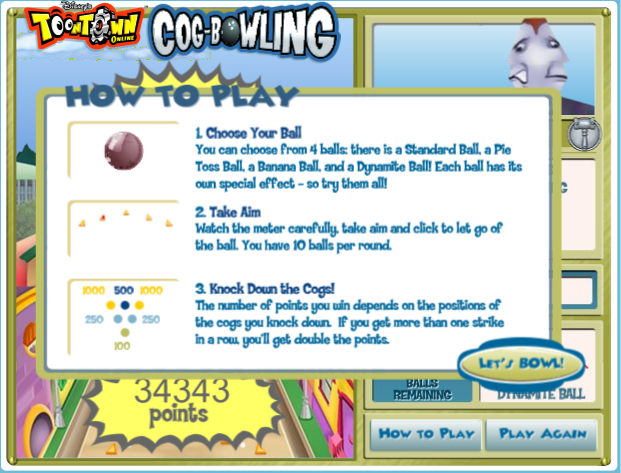 Disney's
TOONTOWN
ONLINE
COG-BOWLING
HOW TO PLAY
1. Choose Your Ball
You can choose from 4 balls: there is a Standard Ball, a Pie
Toss Ball, a Banana Ball, and a Dynamite Ball! Each ball has its
own special effect - so try them all!
2. Take Aim
Watch the meter carefully, take aim and click to let go of
the ball. You have 10 balls per round.
1000 500 1000
250 250
100
3. Knock Down the Cogs!
The number of points you win depends on the positions of
the cogs you knock down. If you get more than one strike
in a row, you'll get double the points.
LET'S BOWL!
34343
points
BALLS
REMAINING
DYNAMITE BALL
HOW TO PLAY
PLAY AGAIN